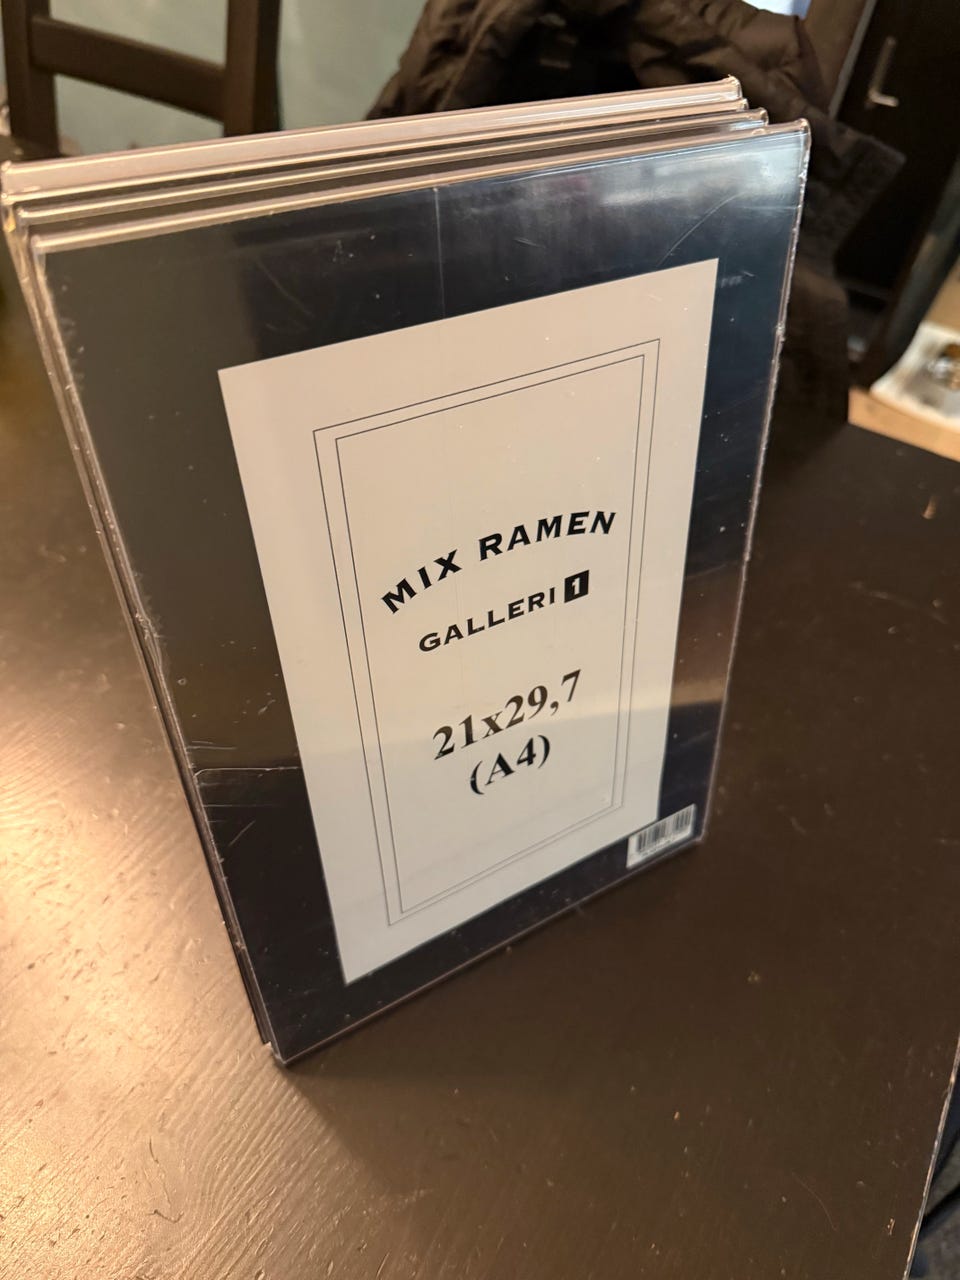 MIX RAMEN
GALLERI 1
21x29,7
(A4)